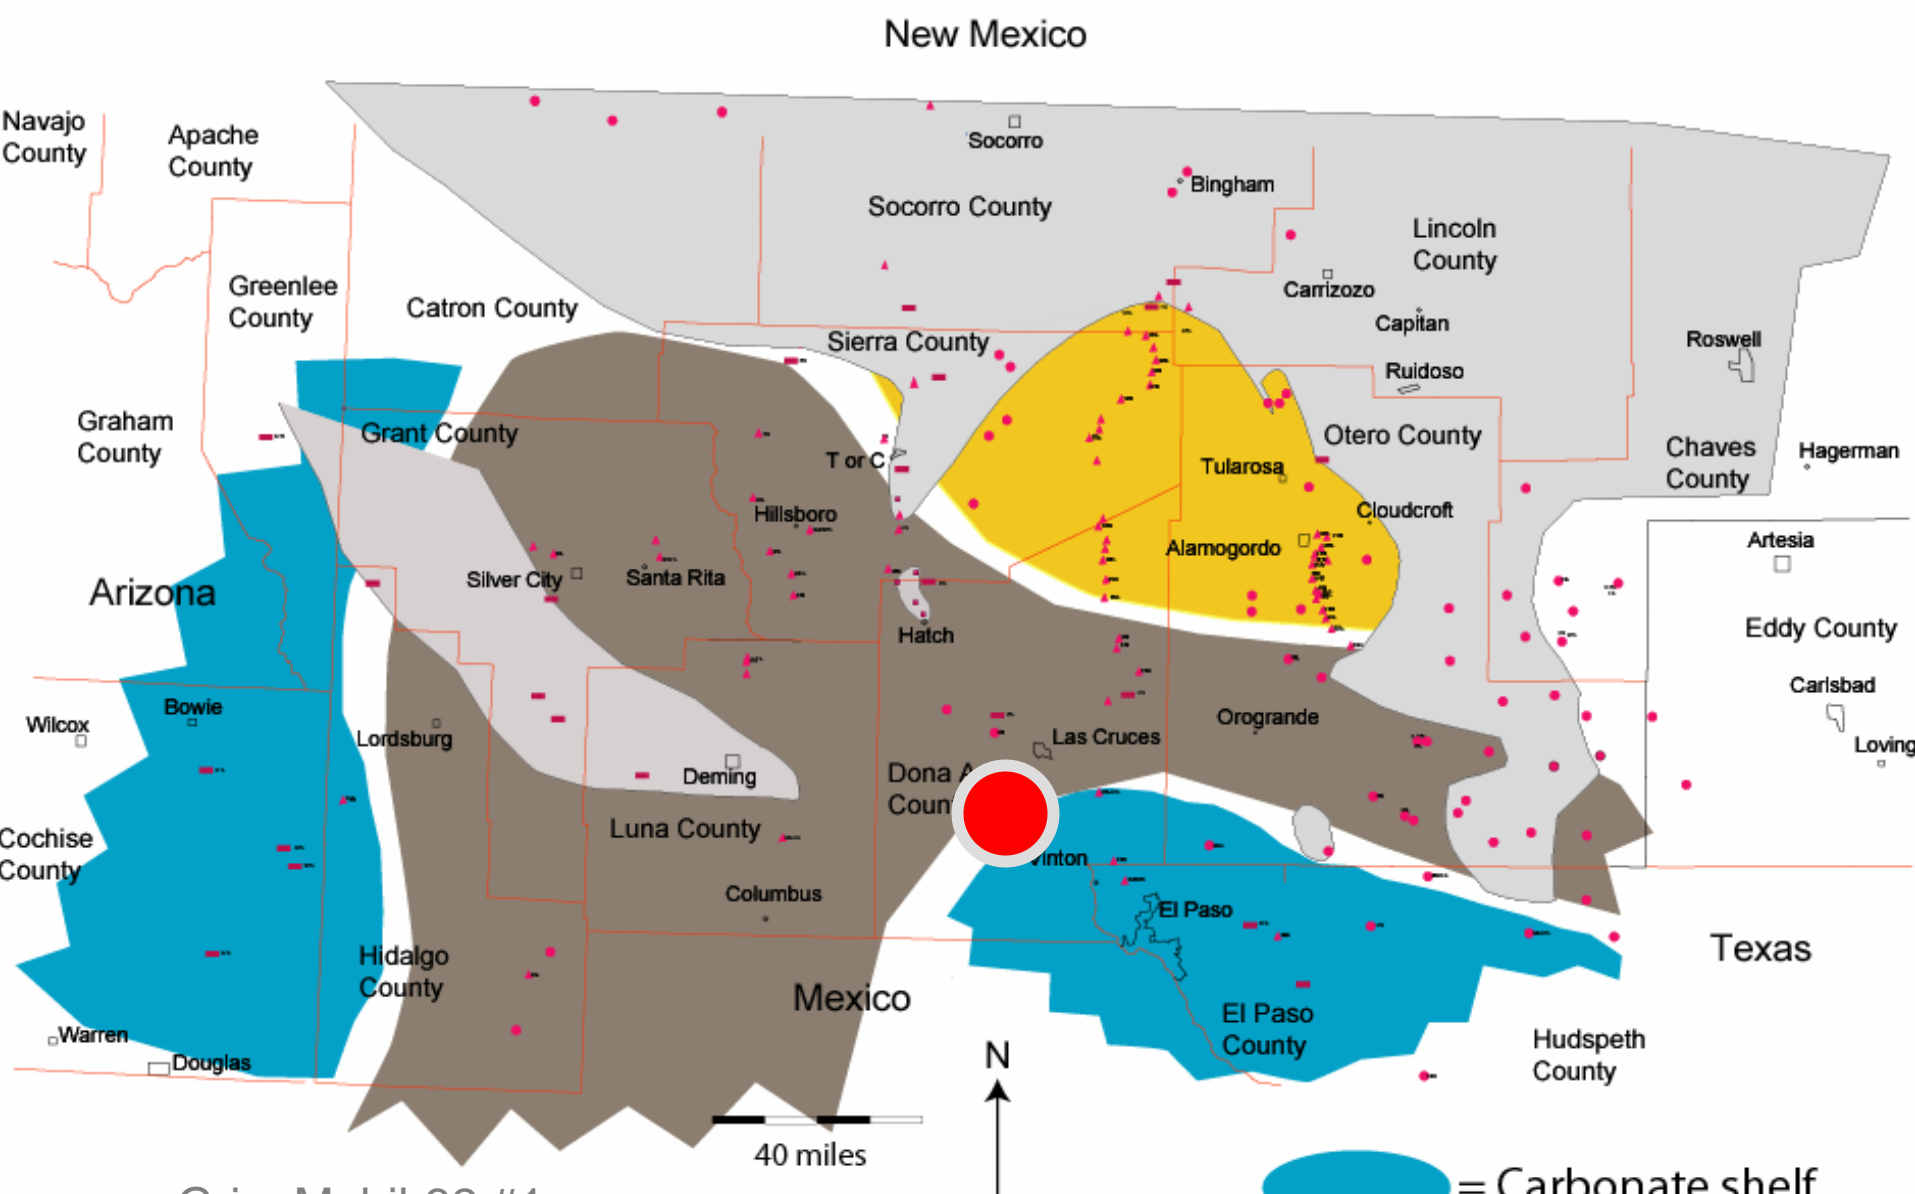 New Mexico
Navajo
County
Apache
County
Socorro
Bingham
Socorro County
Lincoln
County
Greenlee
County
Catron County
Carrizozo
Capitan
Sierra County
Roswell
Ruidoso
Graham
County
Grant County
Otero County
Chaves
County
Hagerman
T or C
Tularosa
Hillsboro
Cloudcroft
Artesia
Alamogordo
Silver City
Santa Rita
Arizona
Hatch
Eddy County
Carlsbad
Wilcox
Bowie
Lordsburg
Orogrande
Las Cruces
Loving
Deming
Dona A
Coun
Luna County
Cochise
County
Vinton
Columbus
El Paso
Hidalgo
County
Mexico
Texas
El Paso
County
Warren
Douglas
N
Hudspeth
County
40 miles
= Carbonate shelf